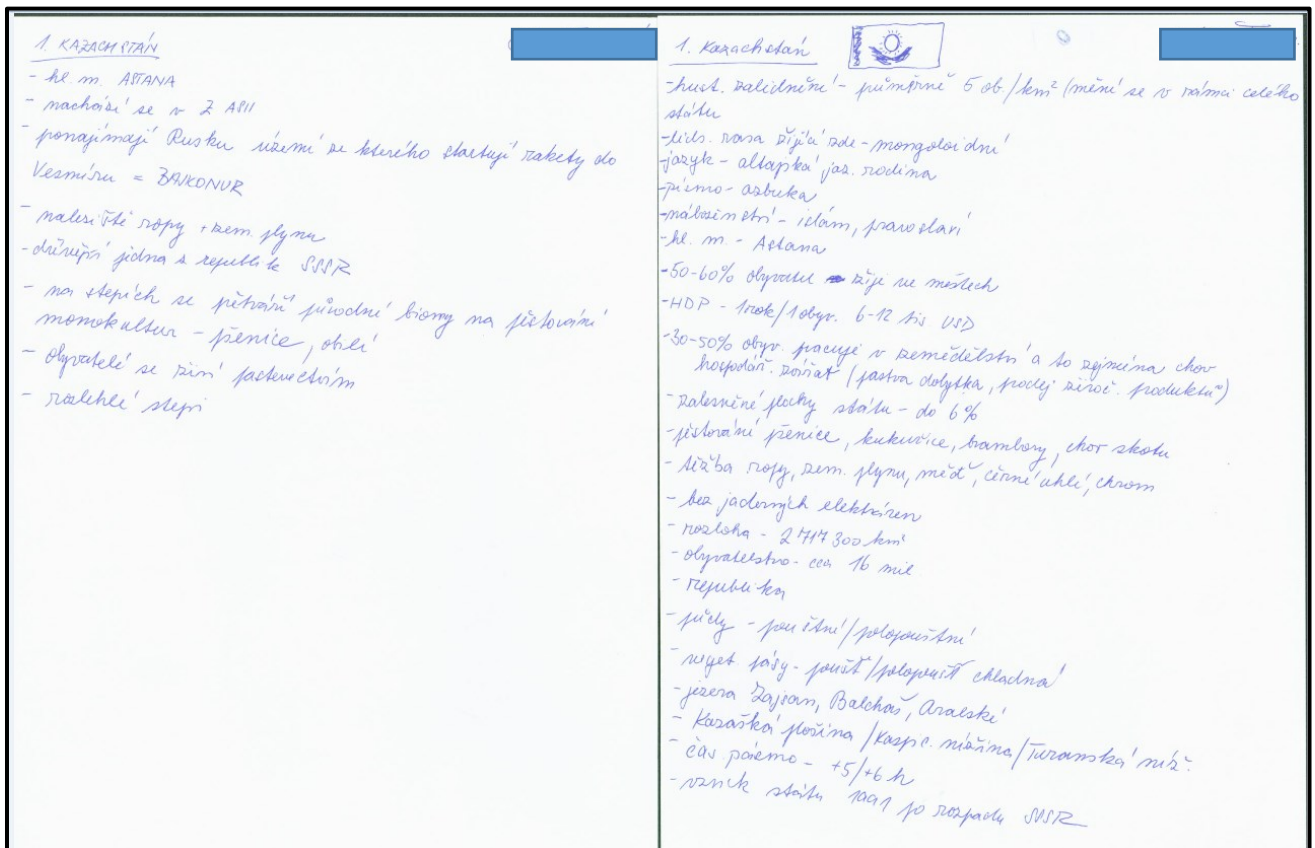 1. KAZACHSTÁN
- hl. m. ASTANA
- nachází se v Z ASII
- ponajímají Rusku území ze kterého startují rakety do
Vesmíru = BAJKONUR
- naleziště ropy + zem. plynu
- dřívější jedna z republik SSSR
- na stepích se přetváří původní biomy na pěstování
monokultur - pšenice, obilí
- obyvatelé se živí pastevectvím
- rozlehlé stepi
1. Kazachstán
- hust. zalidnění - průměrně 5 ob./km² (mění se v rámci celého
státu
- lids. rasa žijící zde - mongoloidní
- jazyk - altajská jaz. rodina
- písmo - azbuka
- náboženství - islám, pravoslaví
- hl. m. - Astana
- 50-60% obyvatel žije ve městech
- HDP - 1rok/1obyv. 6-12 tis USD
- 30-50% obyv. pracuje v zemědělství a to zejména chov
hospodář. zvířat (pastva dobytka, prodej živoč. produktů)
- zalesněné plochy státu - do 6%
- pěstování pšenice, kukuřice, brambory, chov skotu
- těžba ropy, zem. plynu, měď, černé uhlí, chrom
- bez jaderných elektráren
- rozloha - 2 717 300 km²
- obyvatelstvo - cca 16 mil
- republika
- půdy - pouštní/polopouštní
- veget pásy - poušť/polopoušť chladná
- jezera Zajsan, Balchaš, Aralské
- Kazašská plošina/Kaspic. nížina/Turanská níž.
- čas. pásmo - +5/+6 h
- vznik státu 1991 po rozpadu SSSR